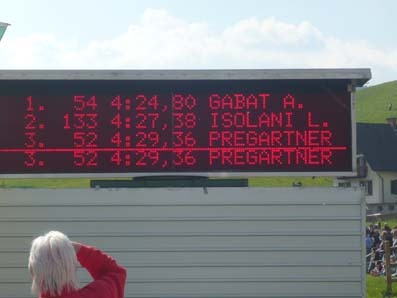 1. 54 4:24,80 GABAT A.
2. 133 4:27,38 ISOLANI L.
3. 52 4:29,36 PREGARTNER
3. 52 4:29,36 PREGARTNER